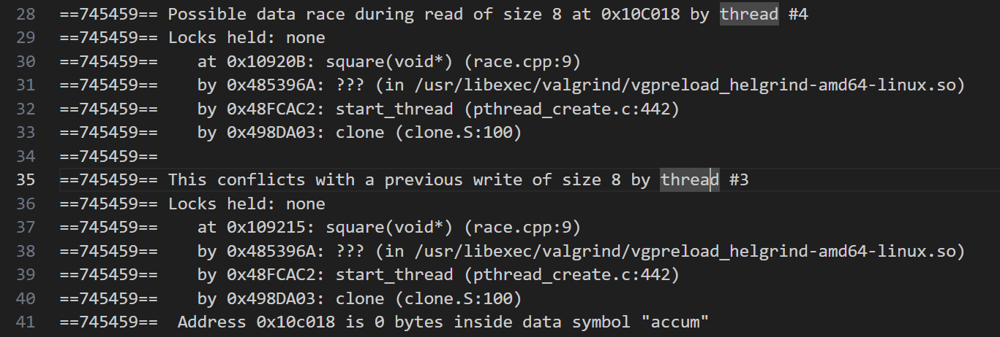 28 ==745459== Possible data race during read of size 8 at 0x10C018 by thread #4
29 ==745459== Locks held: none
30 ==745459==    at 0x10920B: square(void*) (race.cpp:9)
31 ==745459==    by 0x485396A: ??? (in /usr/libexec/valgrind/vgpreload_helgrind-amd64-linux.so)
32 ==745459==    by 0x48FCAC2: start_thread (pthread_create.c:442)
33 ==745459==    by 0x498DA03: clone (clone.S:100)
34 ==745459==
35 ==745459== This conflicts with a previous write of size 8 by thread #3
36 ==745459== Locks held: none
37 ==745459==    at 0x109215: square(void*) (race.cpp:9)
38 ==745459==    by 0x485396A: ??? (in /usr/libexec/valgrind/vgpreload_helgrind-amd64-linux.so)
39 ==745459==    by 0x48FCAC2: start_thread (pthread_create.c:442)
40 ==745459==    by 0x498DA03: clone (clone.S:100)
41 ==745459==  Address 0x10c018 is 0 bytes inside data symbol "accum"